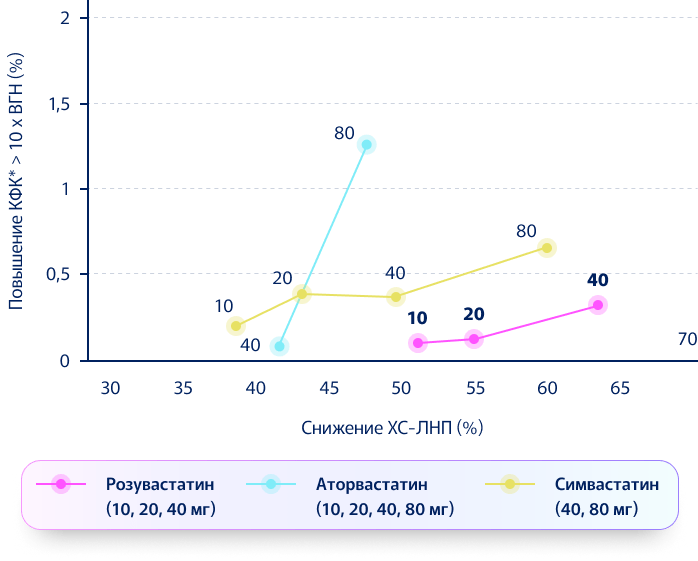 Повышение КФК* > 10 x ВГН (%)
2
1,5
1
0,5
0
80
10
20
40
80
40
10
20
40
70
30 35 40 45 50 55 60 65
Снижение ХС-ЛНП (%)
Розувастатин
(10, 20, 40 мг)
Аторвастатин
(10, 20, 40, 80 мг)
Симвастатин
(40, 80 мг)